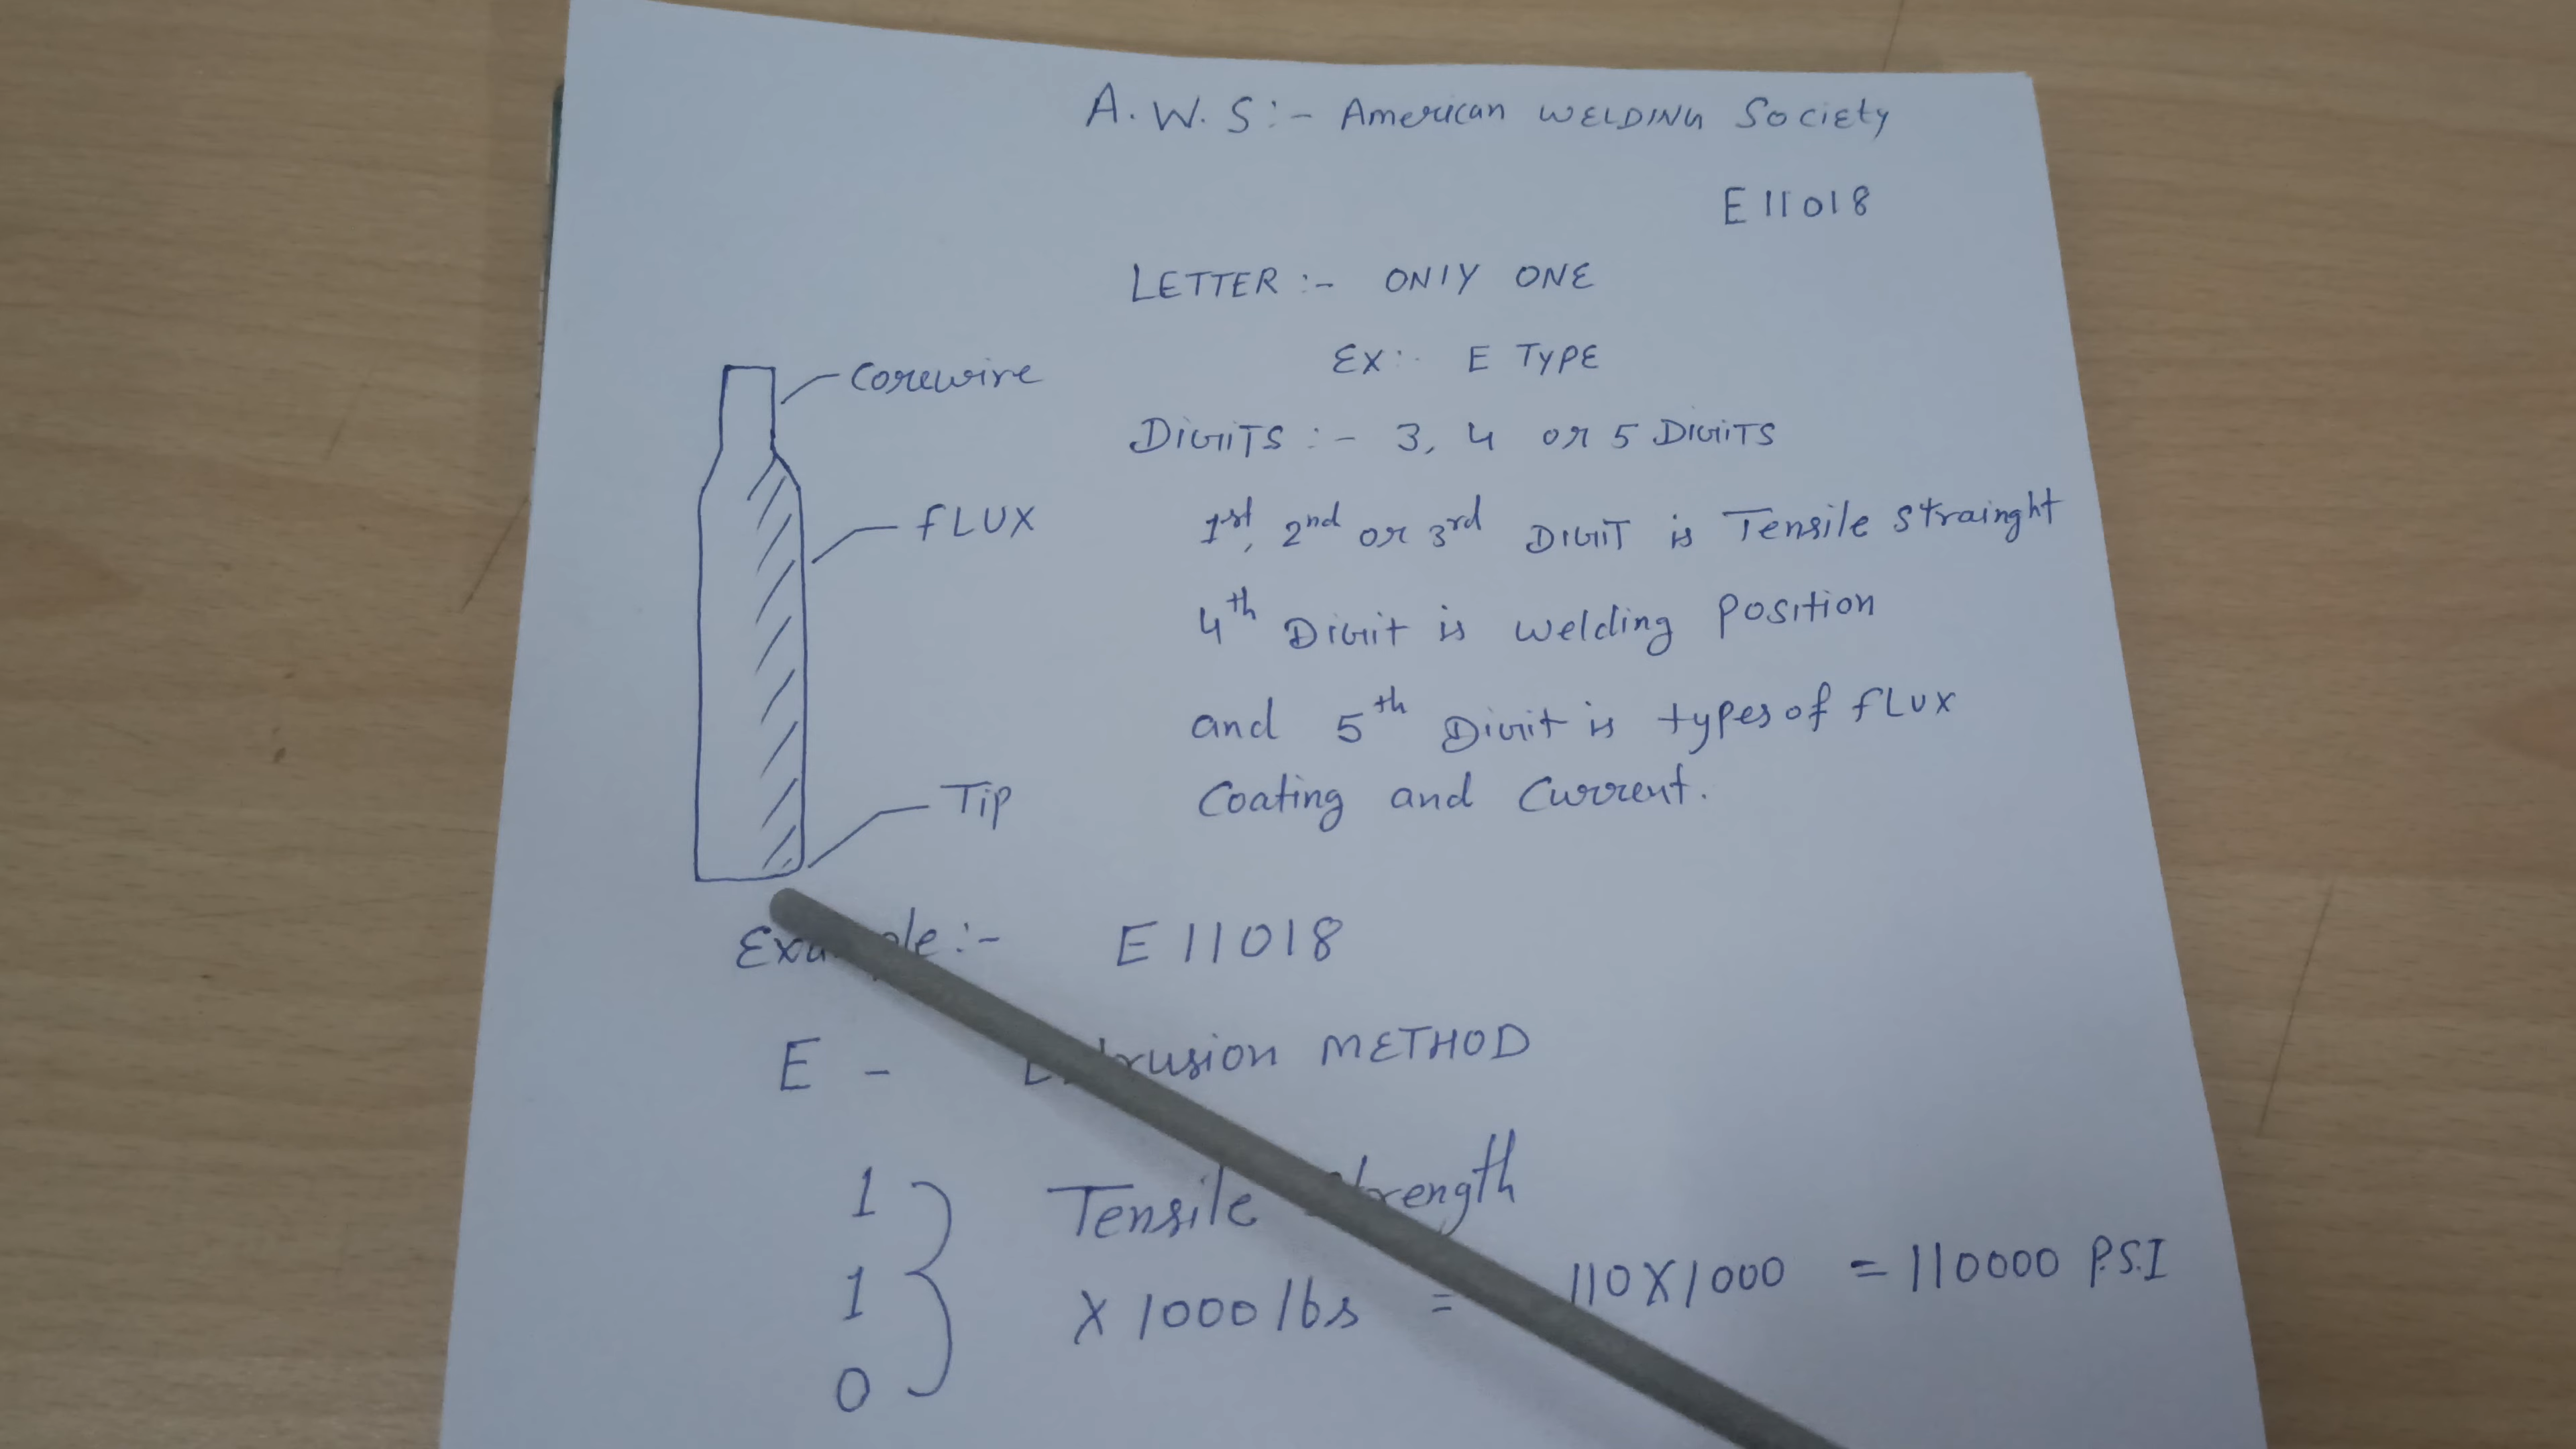 A.W.S:- American WELDING Society
E11018
LETTER :- ONLY ONE
EX:- E TYPE
Corewire
DIGITS :- 3, 4 or 5 DIGITS
fLUX
1st, 2nd or 3rd DIGIT is Tensile strainght
4th Digit is welding Position
and 5th Digit is types of fLUX
Tip
Coating and Current.
:- E11018
E - METHOD
1
1
0
Tensile
X 1000 lbs = 110X1000 = 110000 P.S.I